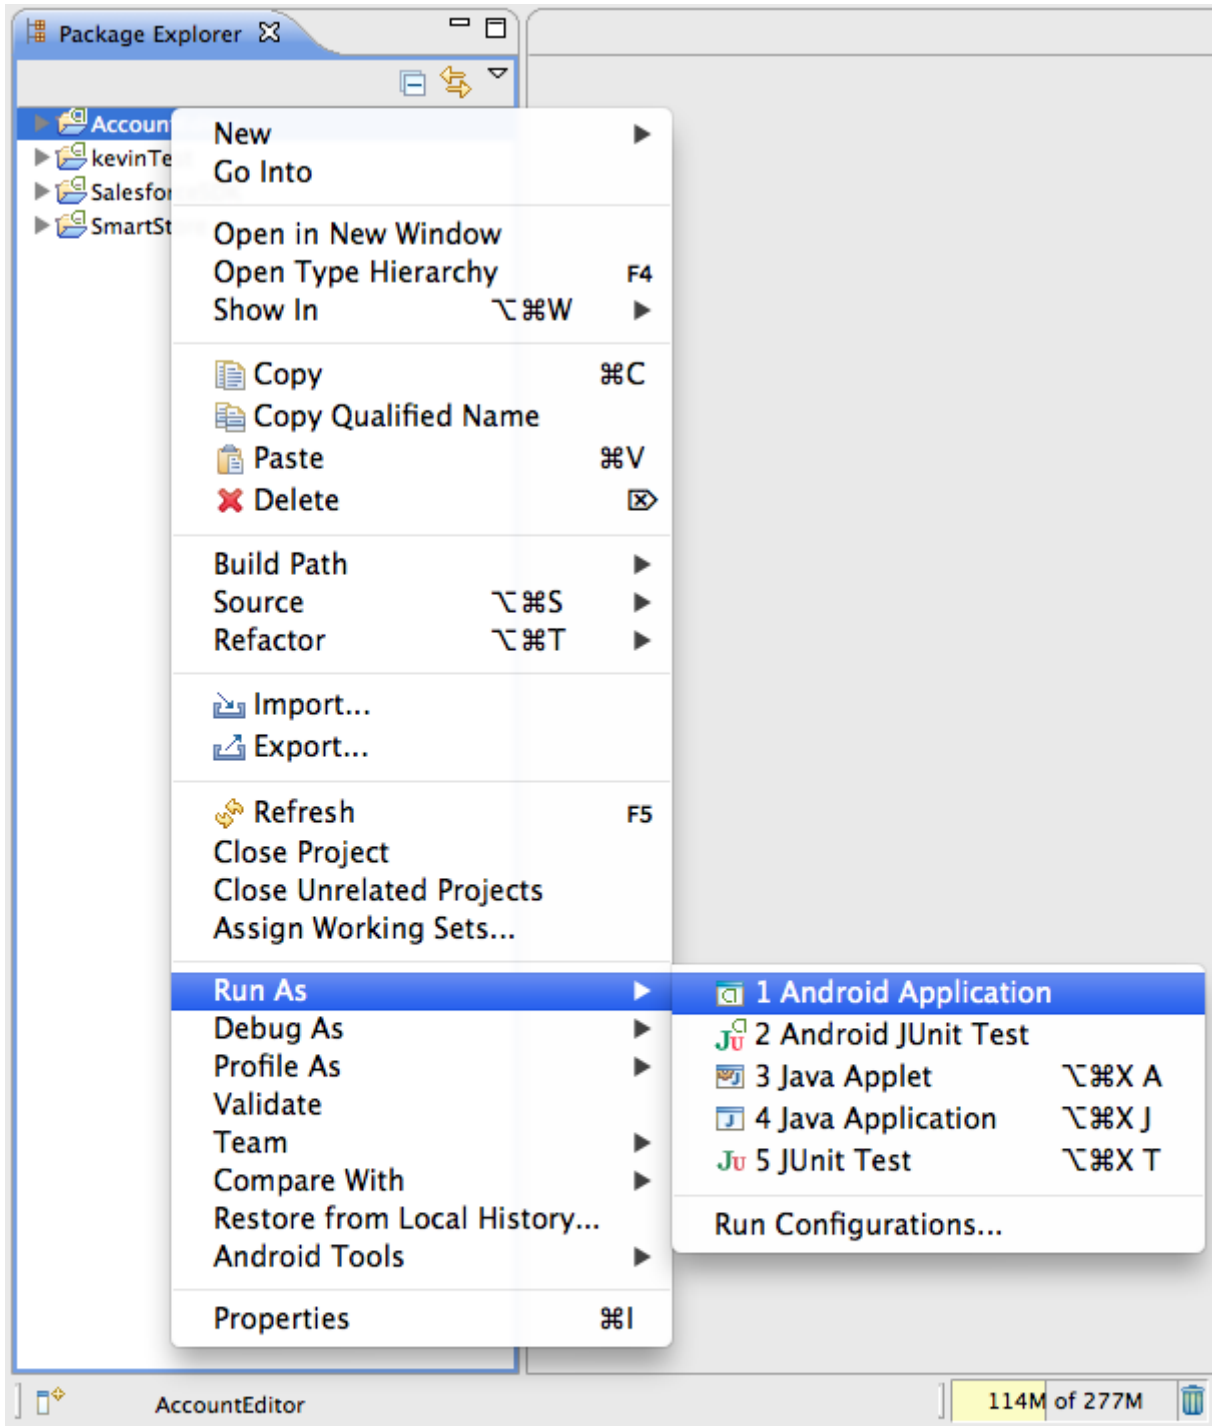 Package Explorer
Accoun
New
kevinTe
Go Into
Salesfo
SmartSt
Open in New Window
Open Type Hierarchy F4
Show In ⌥⌘W
Copy ⌘C
Copy Qualified Name
Paste ⌘V
Delete ⌦
Build Path
Source ⌥⌘S
Refactor ⌥⌘T
Import...
Export...
Refresh F5
Close Project
Close Unrelated Projects
Assign Working Sets...
Run As
1 Android Application
Debug As
2 Android JUnit Test
Profile As
3 Java Applet ⌥⌘X A
Validate
4 Java Application ⌥⌘X J
Team
5 JUnit Test ⌥⌘X T
Compare With
Restore from Local History...
Run Configurations...
Android Tools
Properties ⌘I
AccountEditor
114M of 277M